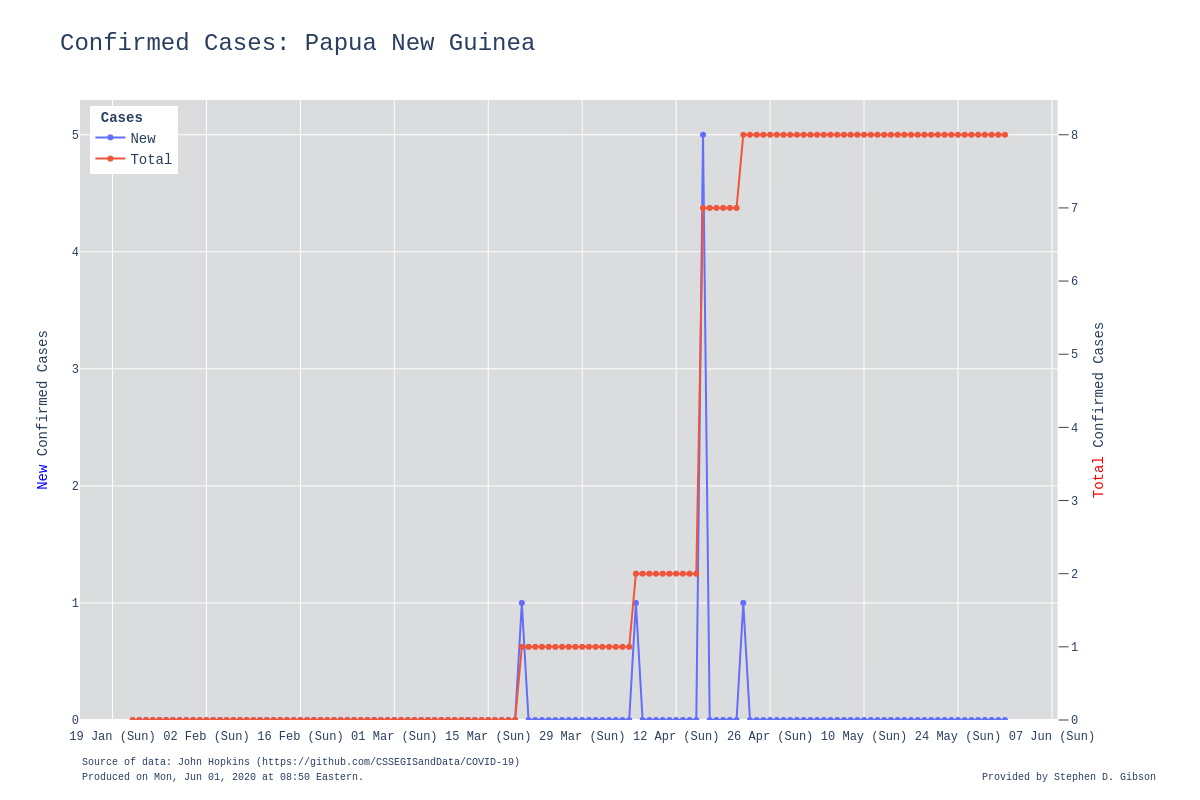 Confirmed Cases: Papua New Guinea
Cases
New
Total
5
4
3
2
1
0
New Confirmed Cases
8
7
6
5
4
3
2
1
0
Total Confirmed Cases
19 Jan (Sun) 02 Feb (Sun) 16 Feb (Sun) 01 Mar (Sun) 15 Mar (Sun) 29 Mar (Sun) 12 Apr (Sun) 26 Apr (Sun) 10 May (Sun) 24 May (Sun) 07 Jun (Sun)
Source of data: John Hopkins (https://github.com/CSSEGISandData/COVID-19)
Produced on Mon, Jun 01, 2020 at 08:50 Eastern.
Provided by Stephen D. Gibson